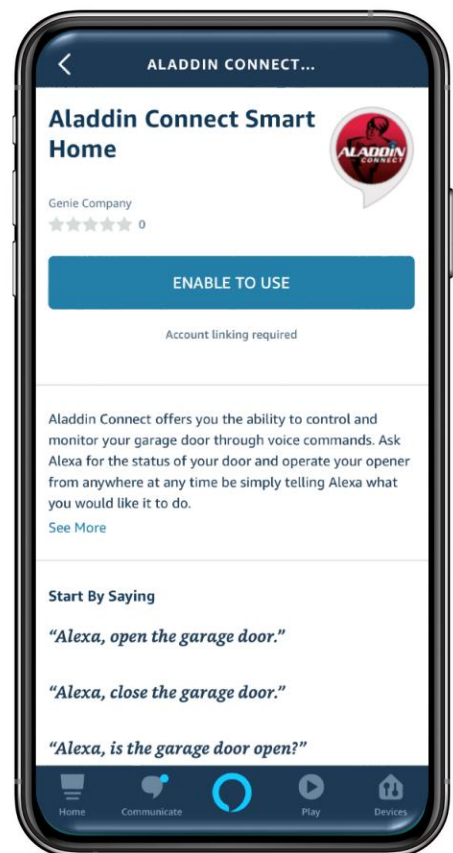 ALADDIN CONNECT...
Aladdin Connect Smart
Home
ALADDIN
CONNECT
Genie Company
0
ENABLE TO USE
Account linking required
Aladdin Connect offers you the ability to control and
monitor your garage door through voice commands. Ask
Alexa for the status of your door and operate your opener
from anywhere at any time be simply telling Alexa what
you would like it to do.
See More
Start By Saying
“Alexa, open the garage door.”
“Alexa, close the garage door.”
“Alexa, is the garage door open?”
Home Communicate Play Devices